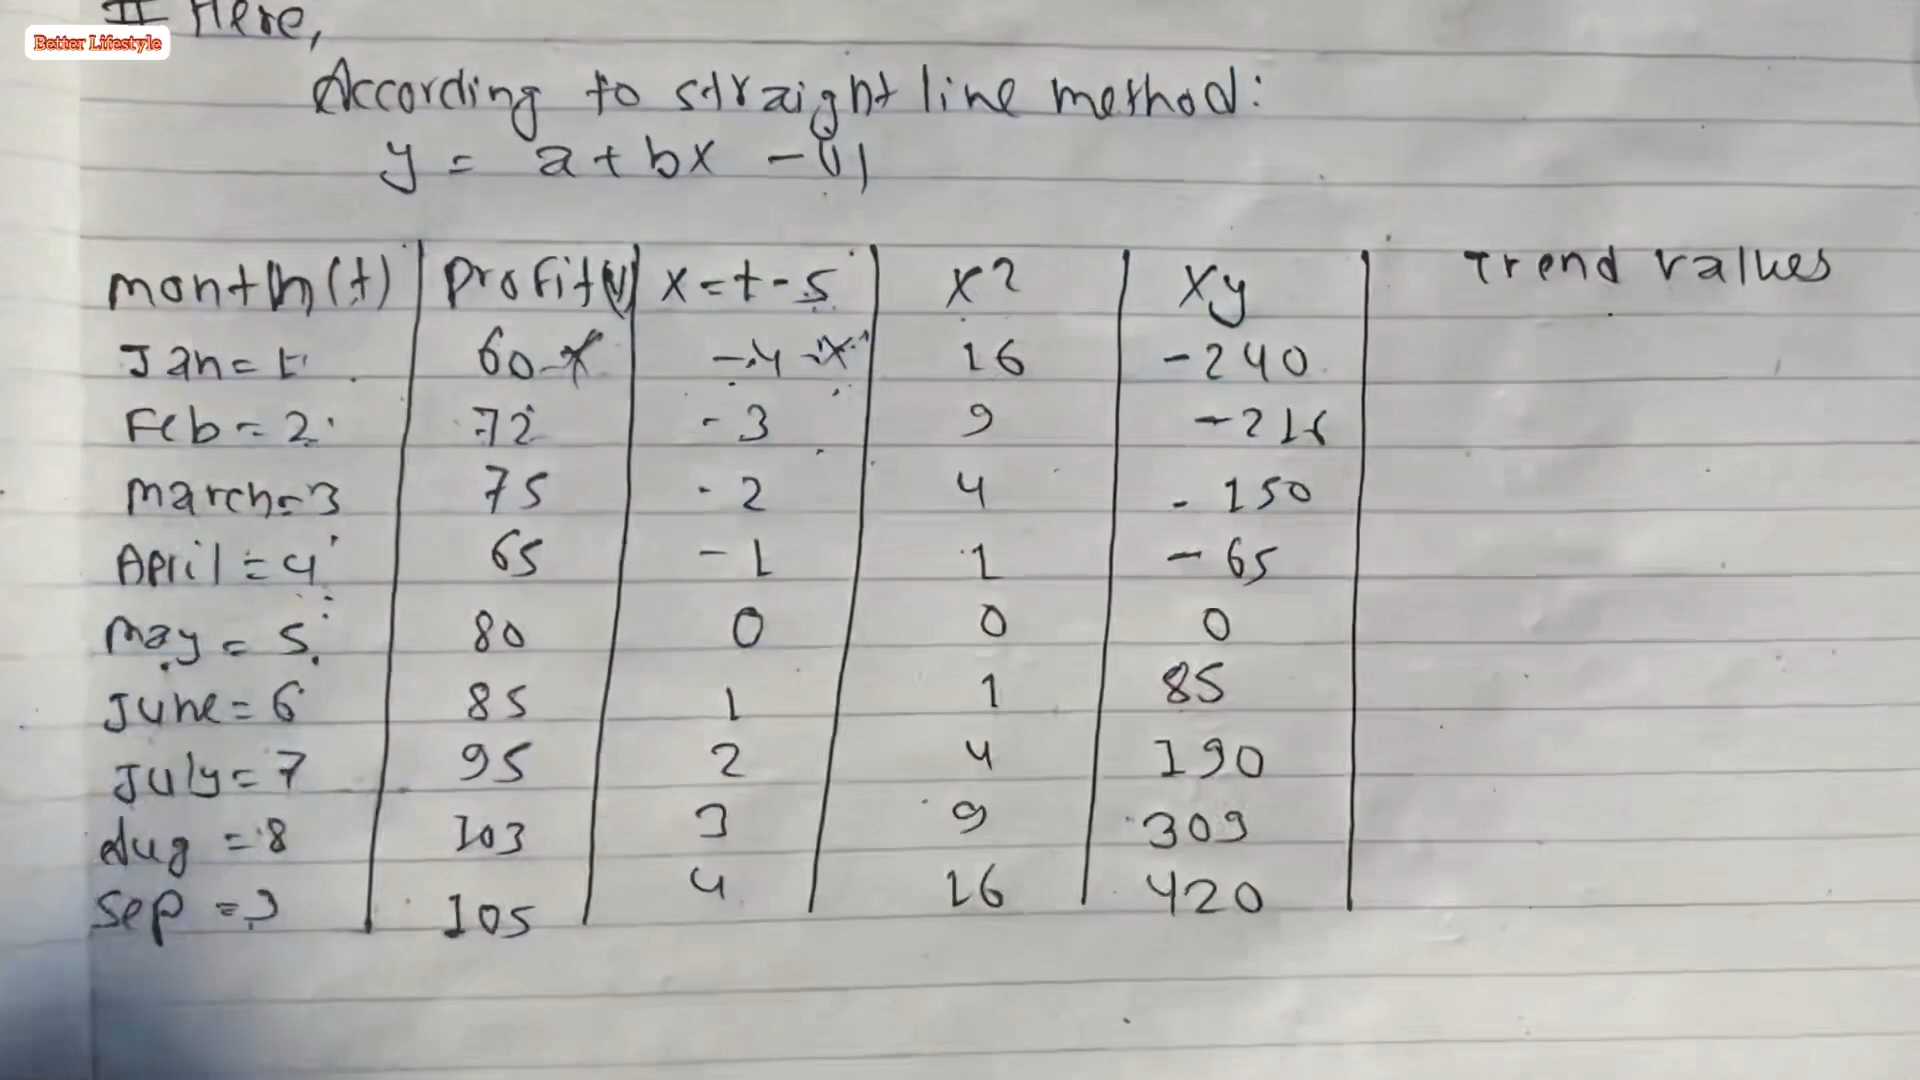 Here,
Better Lifestyle
According to straight line method:
y = a + bx - (i)
month(t) Profit(y) x=t-5 x2 xy Trend values
Jan=1 60 -4 16 -240
Feb=2 72 -3 9 -216
march=3 75 -2 4 -150
April=4 65 -1 1 -65
may=5 80 0 0 0
June=6 85 1 1 85
July=7 95 2 4 190
Aug=8 103 3 9 309
Sep=9 105 4 16 420